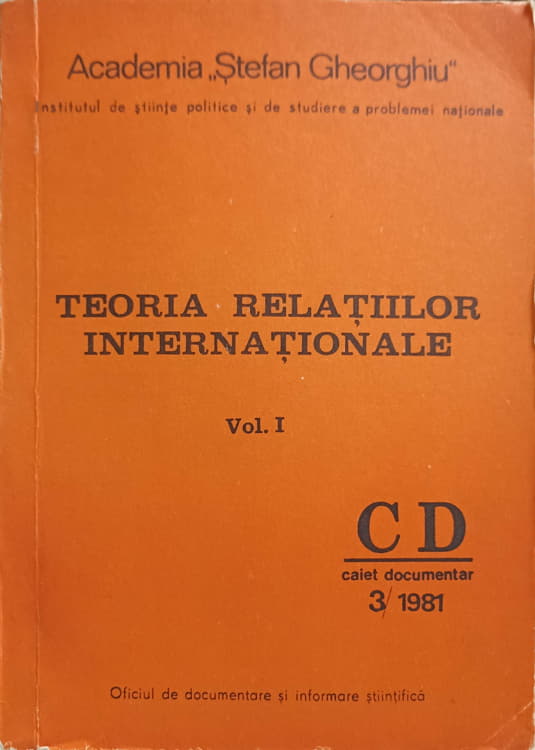 Academia „Ștefan Gheorghiu"
Institutul de științe politice și de studiere a problemei naționale
TEORIA RELAȚIILOR
INTERNAȚIONALE
Vol. I
CD
caiet documentar
3/1981
Oficiul de documentare și informare științifică